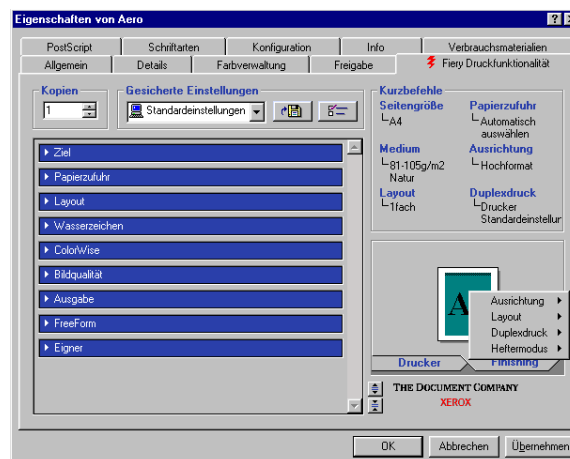 Eigenschaften von Aero
PostScript Schriftarten Konfiguration Info Verbrauchsmaterialien
Allgemein Details Farbverwaltung Freigabe Fiery Druckfunktionalität
Kopien
1
Gesicherte Einstellungen
Standardeinstellungen
Ziel
Papierzufuhr
Layout
Wasserzeichen
ColorWise
Bildqualität
Ausgabe
FreeForm
Eigner
Kurzbefehle
Seitengröße
A4
Papierzufuhr
Automatisch
auswählen
Medium
81-105g/m2
Natur
Ausrichtung
Hochformat
Layout
1fach
Duplexdruck
Drucker
Standardeinstellur
A
Ausrichtung
Layout
Duplexdruck
Heftermodus
Drucker Finishing
THE DOCUMENT COMPANY
XEROX
OK Abbrechen Übernehmen